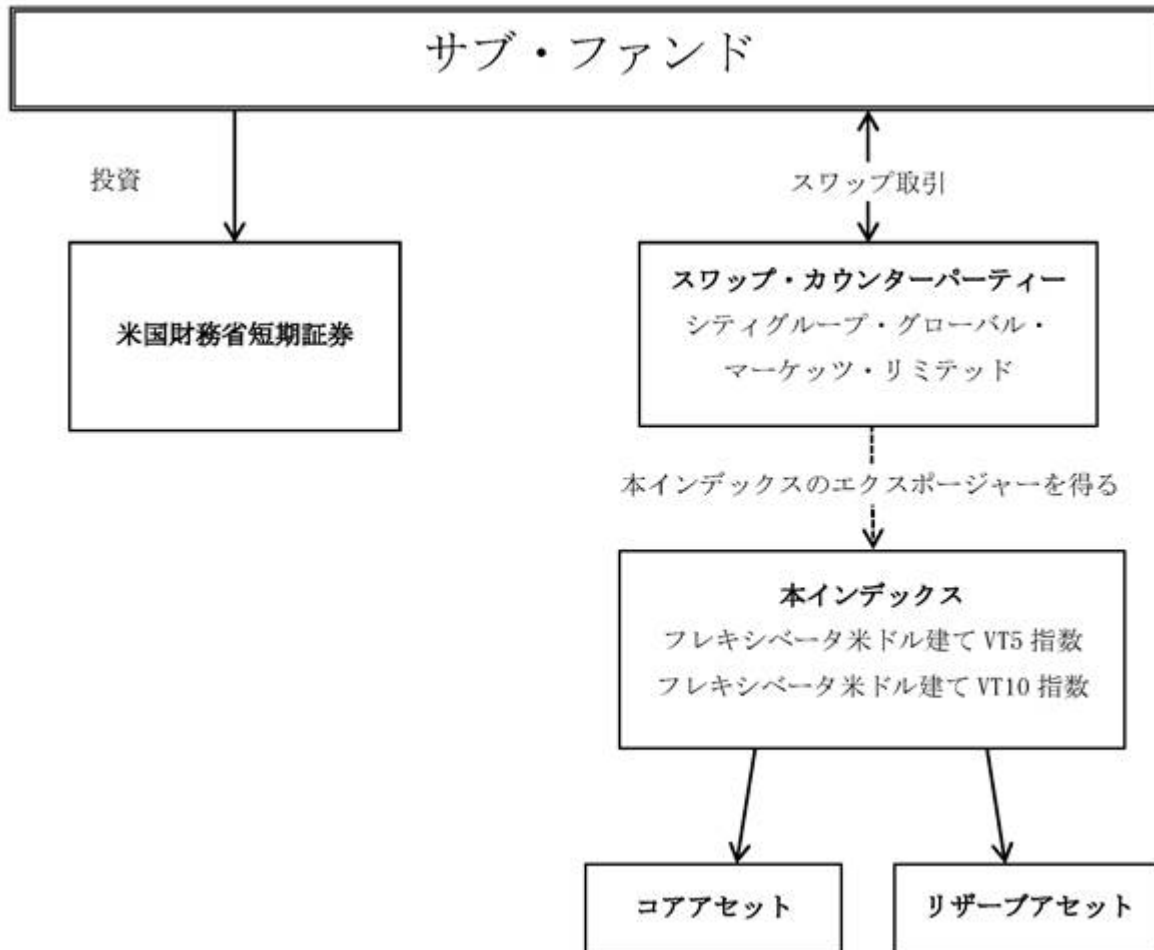 サブ・ファンド
投資
スワップ取引
米国財務省短期証券
スワップ・カウンターパーティー
シティグループ・グローバル・
マーケッツ・リミテッド
本インデックスのエクスポージャーを得る
本インデックス
フレキシベータ米ドル建て VT5 指数
フレキシベータ米ドル建て VT10 指数
コアアセット
リザーブアセット